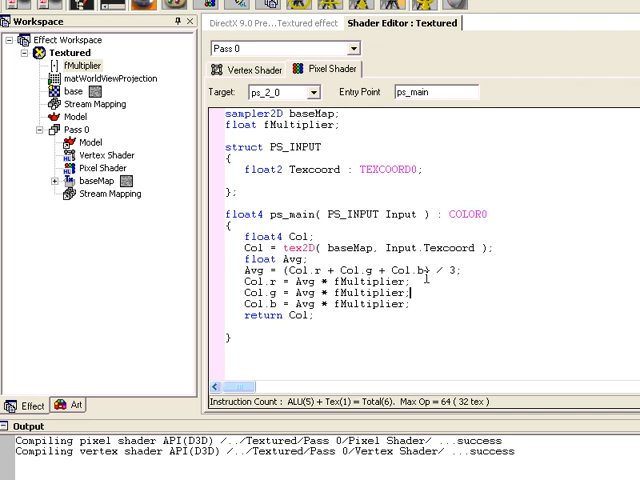 Workspace
Effect Workspace
Textured
fMultiplier
matWorldViewProjection
base
Stream Mapping
Model
Pass 0
Model
Vertex Shader
Pixel Shader
baseMap
Stream Mapping
Effect
Art
DirectX 9.0 Pre...Textured effect
Shader Editor : Textured
Pass 0
Vertex Shader
Pixel Shader
Target:
ps_2_0
Entry Point
ps_main
sampler2D baseMap;
float fMultiplier;
struct PS_INPUT
{
float2 Texcoord : TEXCOORD0;
};
float4 ps_main( PS_INPUT Input ) : COLOR0
{
float4 Col;
Col = tex2D( baseMap, Input.Texcoord );
float Avg;
Avg = (Col.r + Col.g + Col.b) / 3;
Col.r = Avg * fMultiplier;
Col.g = Avg * fMultiplier;
Col.b = Avg * fMultiplier;
return Col;
}
Instruction Count : ALU(5) + Tex(1) = Total(6). Max Op = 64 ( 32 tex )
Output
Compiling pixel shader API(D3D) /../Textured/Pass 0/Pixel Shader/ ...success
Compiling vertex shader API(D3D) /../Textured/Pass 0/Vertex Shader/ ...success